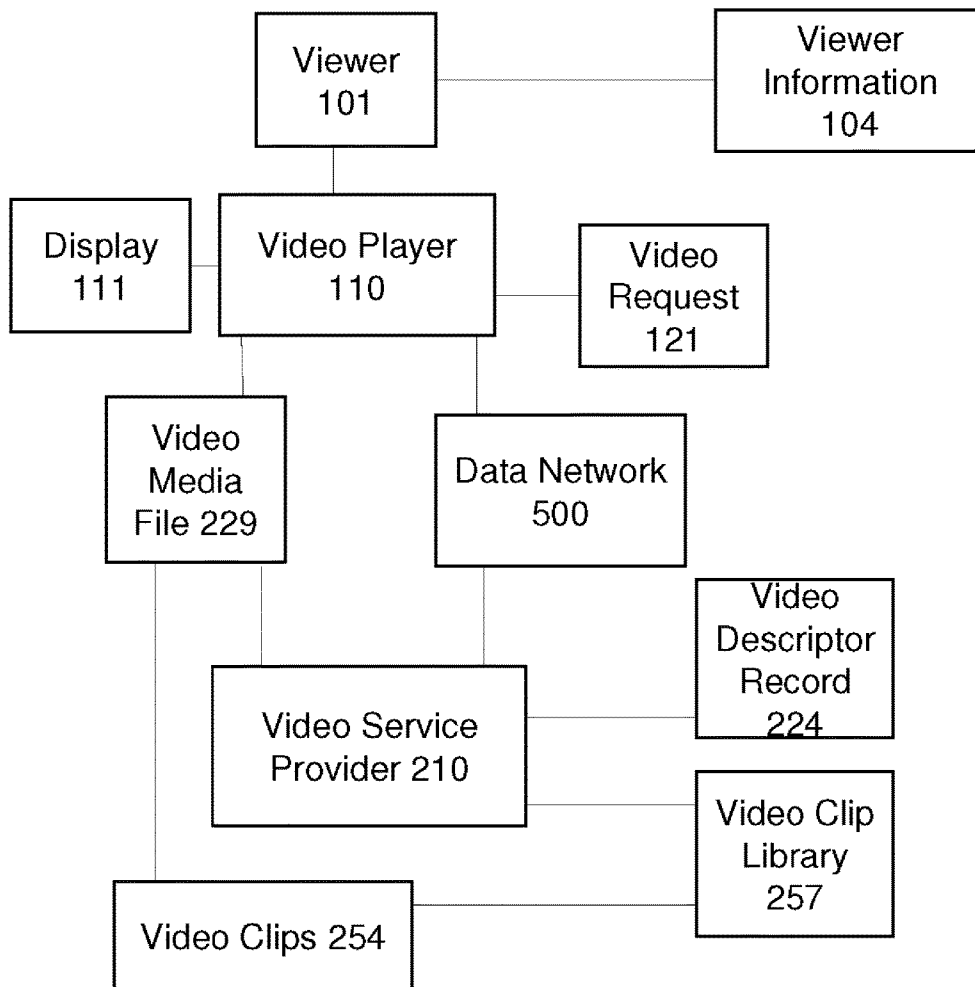 Viewer
101
Viewer
Information
104
Display
111
Video Player
110
Video
Request
121
Video
Media
File 229
Data Network
500
Video
Descriptor
Record
224
Video Service
Provider 210
Video Clip
Library
257
Video Clips 254